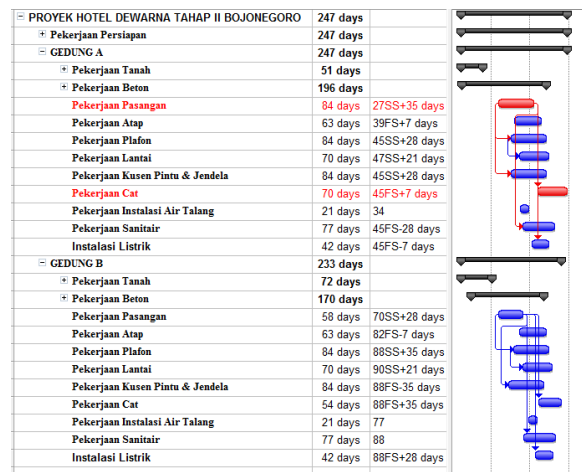 PROYEK HOTEL DEWARNA TAHAP II BOJONEGORO 247 days
Pekerjaan Persiapan 247 days
GEDUNG A 247 days
Pekerjaan Tanah 51 days
Pekerjaan Beton 196 days
Pekerjaan Pasangan 84 days 27SS+35 days
Pekerjaan Atap 63 days 39FS+7 days
Pekerjaan Plafon 84 days 45SS+28 days
Pekerjaan Lantai 70 days 47SS+21 days
Pekerjaan Kusen Pintu & Jendela 84 days 45SS+28 days
Pekerjaan Cat 70 days 45FS+7 days
Pekerjaan Instalasi Air Talang 21 days 34
Pekerjaan Sanitair 77 days 45FS-28 days
Instalasi Listrik 42 days 45FS-7 days
GEDUNG B 233 days
Pekerjaan Tanah 72 days
Pekerjaan Beton 170 days
Pekerjaan Pasangan 58 days 70SS+28 days
Pekerjaan Atap 63 days 82FS-7 days
Pekerjaan Plafon 84 days 88SS+35 days
Pekerjaan Lantai 70 days 90SS+21 days
Pekerjaan Kusen Pintu & Jendela 84 days 88FS-35 days
Pekerjaan Cat 54 days 88FS+35 days
Pekerjaan Instalasi Air Talang 21 days 77
Pekerjaan Sanitair 77 days 88
Instalasi Listrik 42 days 88FS+28 days